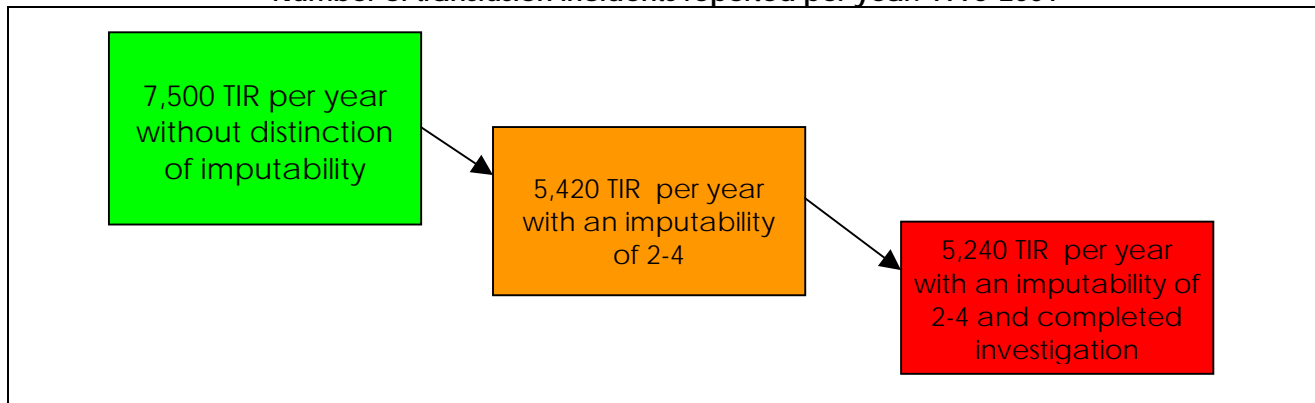 7,500 TIR per year
without distinction
of imputability
5,420 TIR per year
with an imputability
of 2-4
5,240 TIR per year
with an imputability of
2-4 and completed
investigation